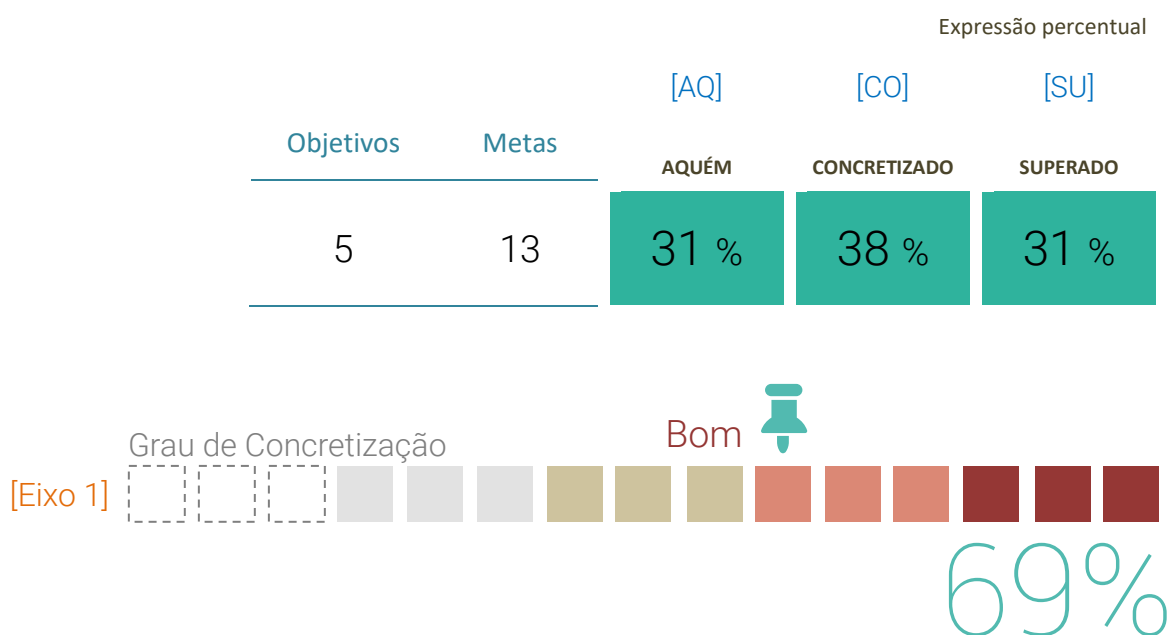 Expressão percentual
[AQ] [CO] [SU]
Objetivos Metas
AQUÉM CONCRETIZADO SUPERADO
5 13 31 % 38 % 31 %
Bom
Grau de Concretização
[Eixo 1]
69%